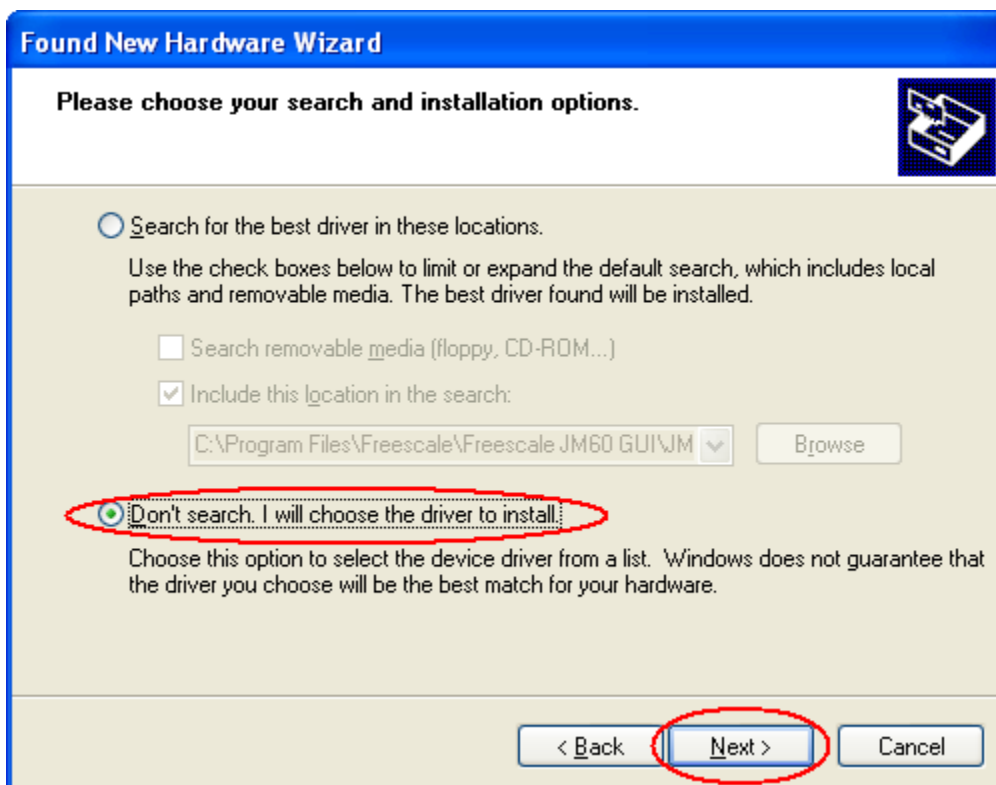 Found New Hardware Wizard
Please choose your search and installation options.
Search for the best driver in these locations.
Use the check boxes below to limit or expand the default search, which includes local
paths and removable media. The best driver found will be installed.
Search removable media (floppy, CD-ROM...)
Include this location in the search:
C:\Program Files\Freescale\Freescale JM60 GUI\JM
Browse
Don't search. I will choose the driver to install.
Choose this option to select the device driver from a list. Windows does not guarantee that
the driver you choose will be the best match for your hardware.
< Back
Next >
Cancel